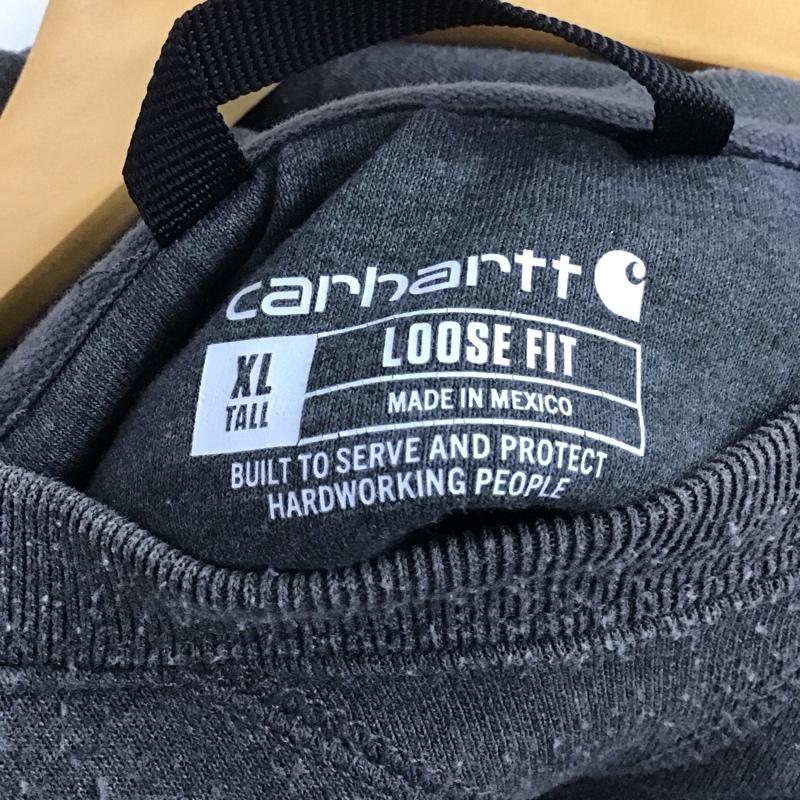 carhartt
XL
TALL
LOOSE FIT
MADE IN MEXICO
BUILT TO SERVE AND PROTECT
HARDWORKING PEOPLE